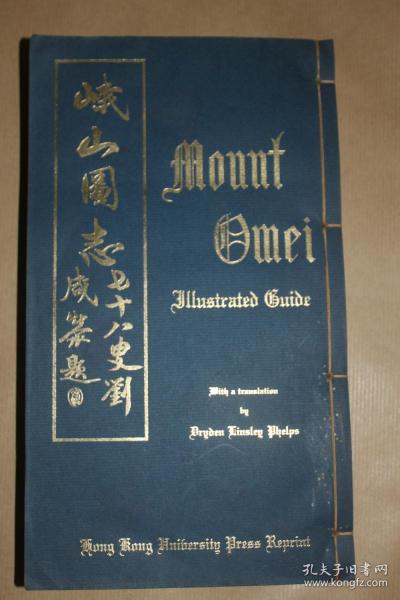 峨山圖志
七十八叟劉
咸榮題
Mount
Omei
Illustrated Guide
With a translation
by
Dryden Linsley Phelps
Hong Kong University Press Reprint
孔夫子旧书网
www.kongfz.com